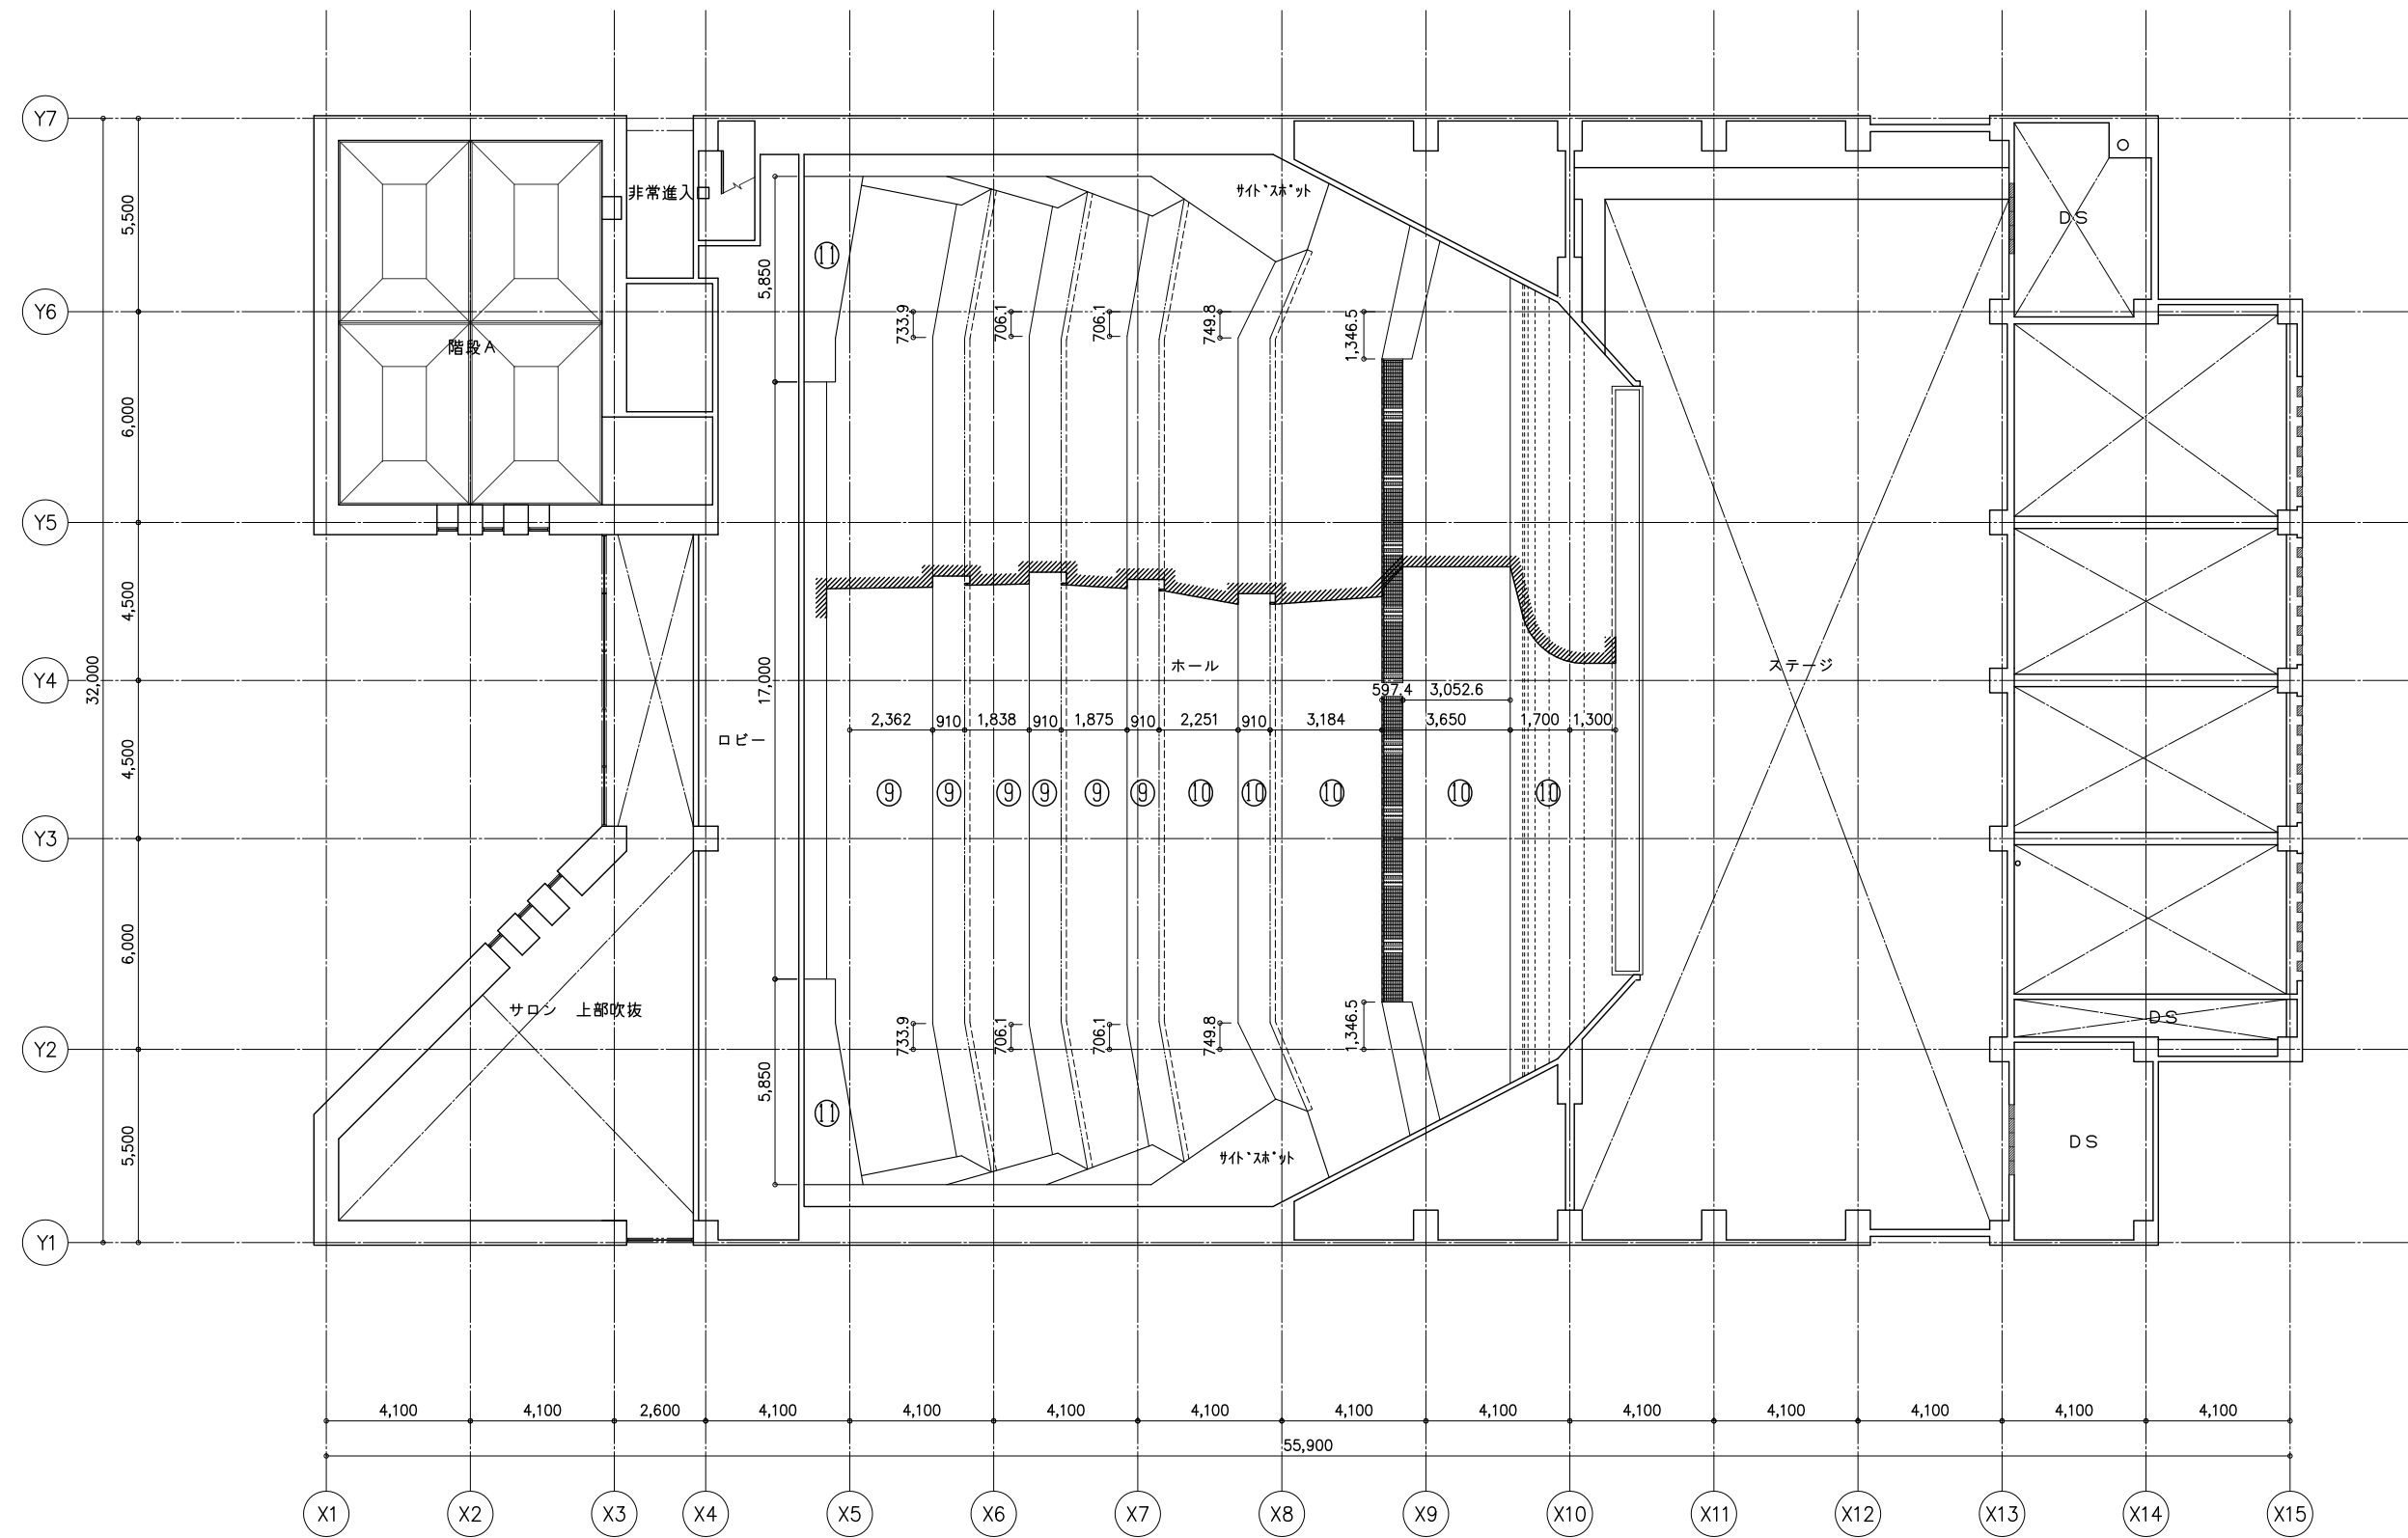 Y7
5,500
非常進入口
サイドスポット
DS
11
5,850
Y6
733.9
706.1
706.1
749.8
1,346.5
階段A
6,000
Y5
4,500
32,000
Y4
17,000
ホール
ステージ
597.4
3,052.6
2,362
910
1,838
910
1,875
910
2,251
910
3,184
3,650
1,700
1,300
ロビー
4,500
9
9
9
9
9
9
10
10
10
10
10
Y3
6,000
サロン 上部吹抜
DS
733.9
706.1
706.1
749.8
1,346.5
Y2
5,850
11
5,500
サイドスポット
DS
Y1
4,100
4,100
2,600
4,100
4,100
4,100
4,100
4,100
4,100
4,100
4,100
4,100
4,100
4,100
55,900
X1
X2
X3
X4
X5
X6
X7
X8
X9
X10
X11
X12
X13
X14
X15